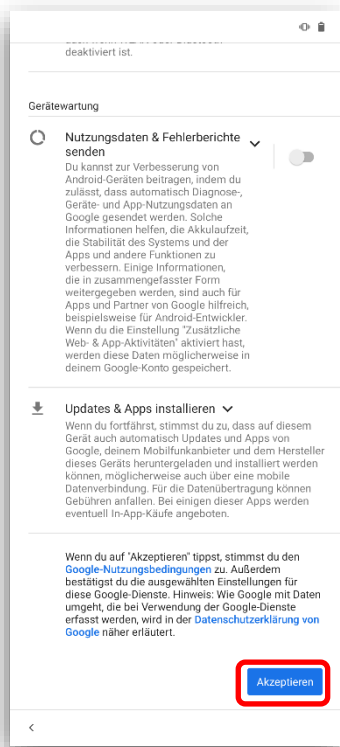 deaktiviert ist.
Gerätewartung
Nutzungsdaten & Fehlerberichte
senden
Du kannst zur Verbesserung von
Android-Geräten beitragen, indem du
zulässt, dass automatisch Diagnose-,
Geräte- und App-Nutzungsdaten an
Google gesendet werden. Solche
Informationen helfen, die Akkulaufzeit,
die Stabilität des Systems und der
Apps und andere Funktionen zu
verbessern. Einige Informationen,
die in zusammengefasster Form
weitergegeben werden, sind auch für
Apps und Partner von Google hilfreich,
beispielsweise für Android-Entwickler.
Wenn du die Einstellung "Zusätzliche
Web- & App-Aktivitäten" aktiviert hast,
werden diese Daten möglicherweise in
deinem Google-Konto gespeichert.
Updates & Apps installieren
Wenn du fortfährst, stimmst du zu, dass auf diesem
Gerät auch automatisch Updates und Apps von
Google, deinem Mobilfunkanbieter und dem Hersteller
dieses Geräts heruntergeladen und installiert werden
können, möglicherweise auch über eine mobile
Datenverbindung. Für die Datenübertragung können
Gebühren anfallen. Bei einigen dieser Apps werden
eventuell In-App-Käufe angeboten.
Wenn du auf "Akzeptieren" tippst, stimmst du den
Google-Nutzungsbedingungen zu. Außerdem
bestätigst du die ausgewählten Einstellungen für
diese Google-Dienste. Hinweis: Wie Google mit Daten
umgeht, die bei Verwendung der Google-Dienste
erfasst werden, wird in der Datenschutzerklärung von
Google näher erläutert.
Akzeptieren